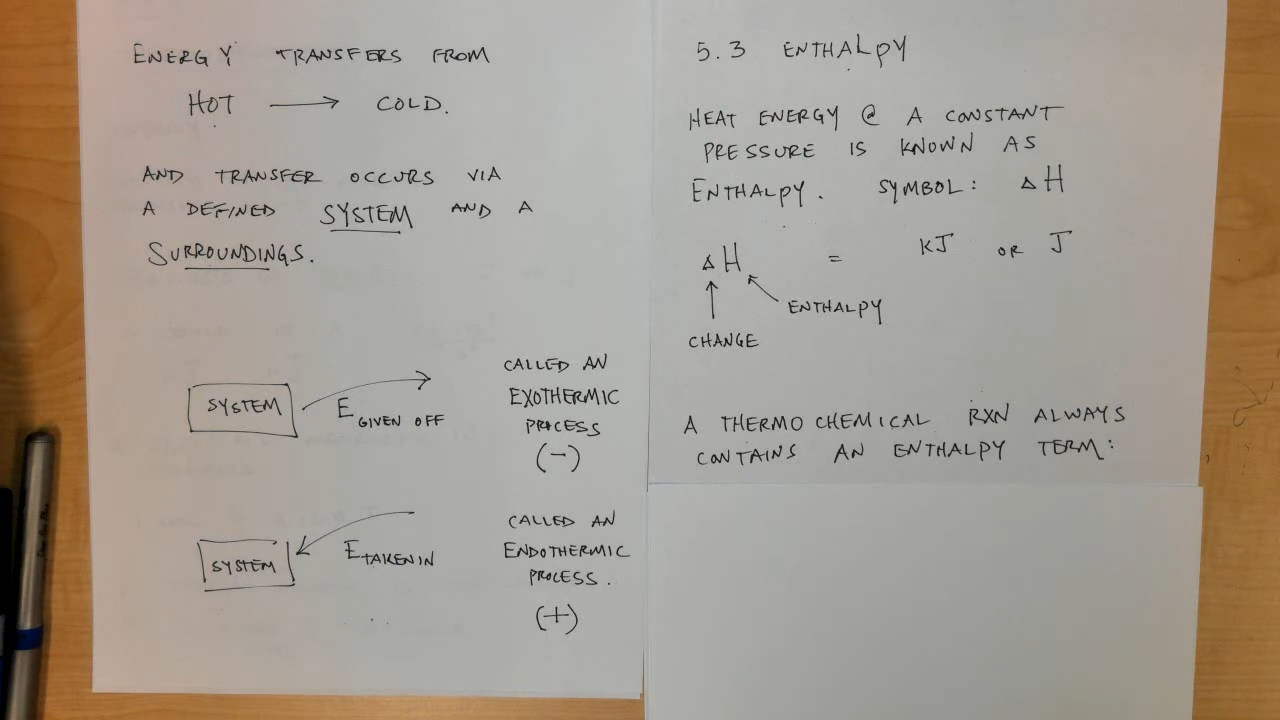 ENERGY TRANSFERS FROM
HOT → COLD.
AND TRANSFER OCCURS VIA
A DEFINED SYSTEM AND A
SURROUNDINGS.
SYSTEM
E GIVEN OFF
CALLED AN
EXOTHERMIC
PROCESS
(-)
SYSTEM
E TAKEN IN
CALLED AN
ENDOTHERMIC
PROCESS.
(+)
5.3 ENTHALPY
HEAT ENERGY @ A CONSTANT
PRESSURE IS KNOWN AS
ENTHALPY. SYMBOL: ΔH
ΔH = KJ OR J
ENTHALPY
CHANGE
A THERMOCHEMICAL RXN ALWAYS
CONTAINS AN ENTHALPY TERM: